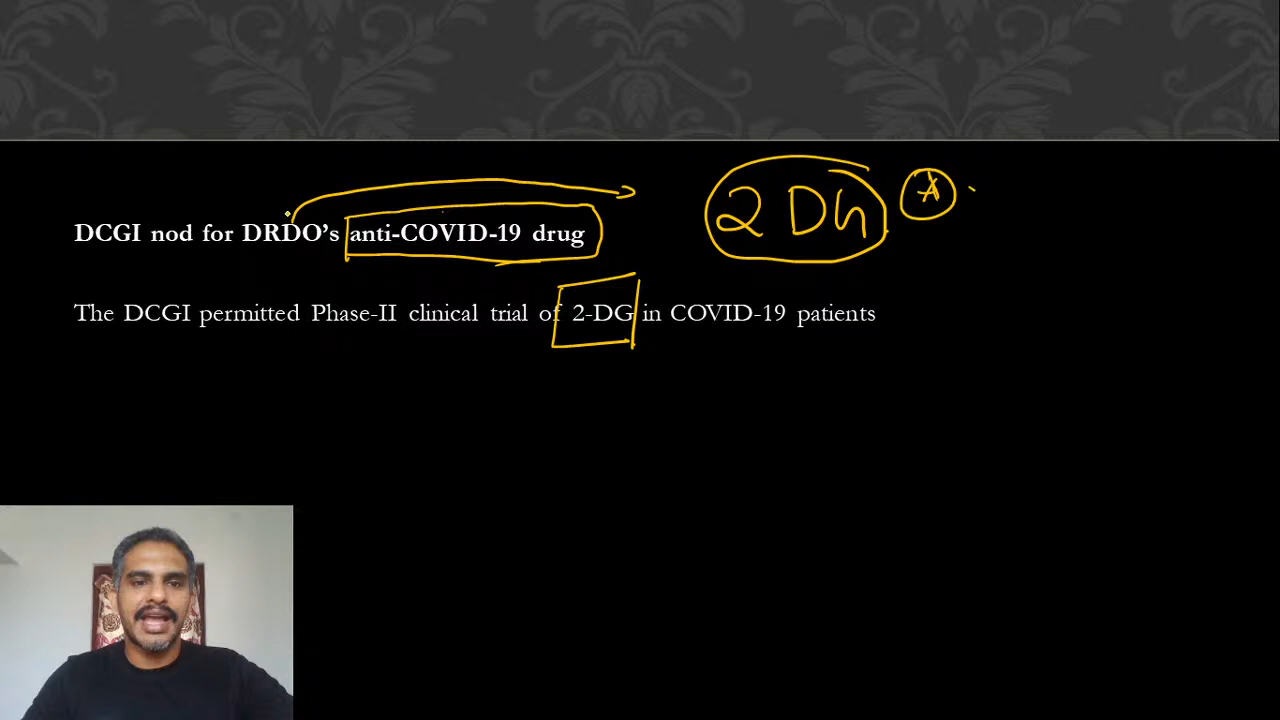 2 DG
DCGI nod for DRDO’s anti-COVID-19 drug
The DCGI permitted Phase-II clinical trial of 2-DG in COVID-19 patients